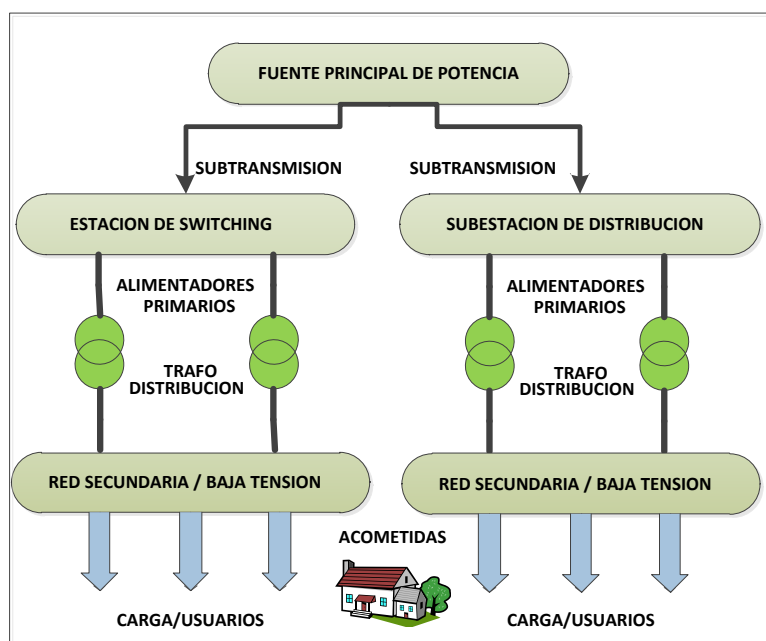 FUENTE PRINCIPAL DE POTENCIA
SUBTRANSMISION
SUBTRANSMISION
ESTACION DE SWITCHING
SUBESTACION DE DISTRIBUCION
ALIMENTADORES
PRIMARIOS
ALIMENTADORES
PRIMARIOS
TRAFO
DISTRIBUCION
TRAFO
DISTRIBUCION
RED SECUNDARIA / BAJA TENSION
RED SECUNDARIA / BAJA TENSION
ACOMETIDAS
CARGA/USUARIOS
CARGA/USUARIOS